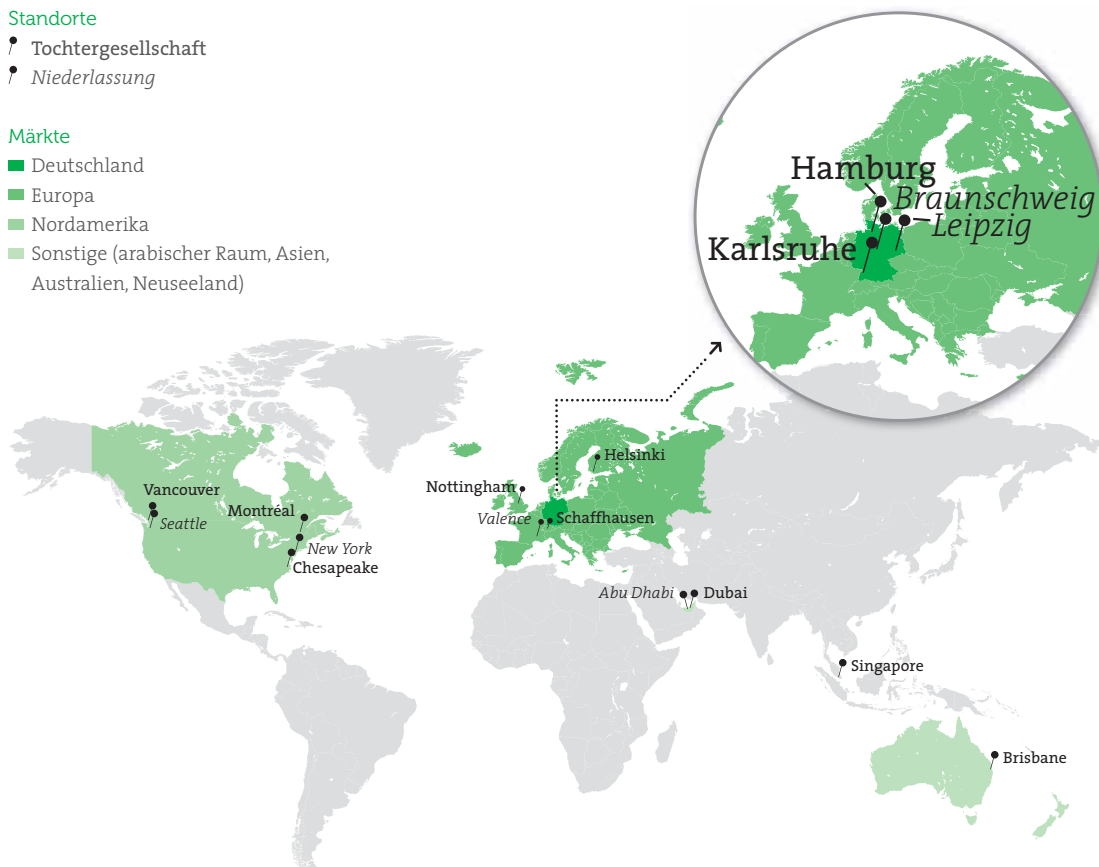 Standorte
Tochtergesellschaft
Niederlassung
Märkte
Deutschland
Europa
Nordamerika
Sonstige (arabischer Raum, Asien,
Australien, Neuseeland)
Hamburg
Braunschweig
Leipzig
Karlsruhe
Helsinki
Nottingham
Valence
Schaffhausen
Vancouver
Seattle
Montréal
New York
Chesapeake
Abu Dhabi
Dubai
Singapore
Brisbane